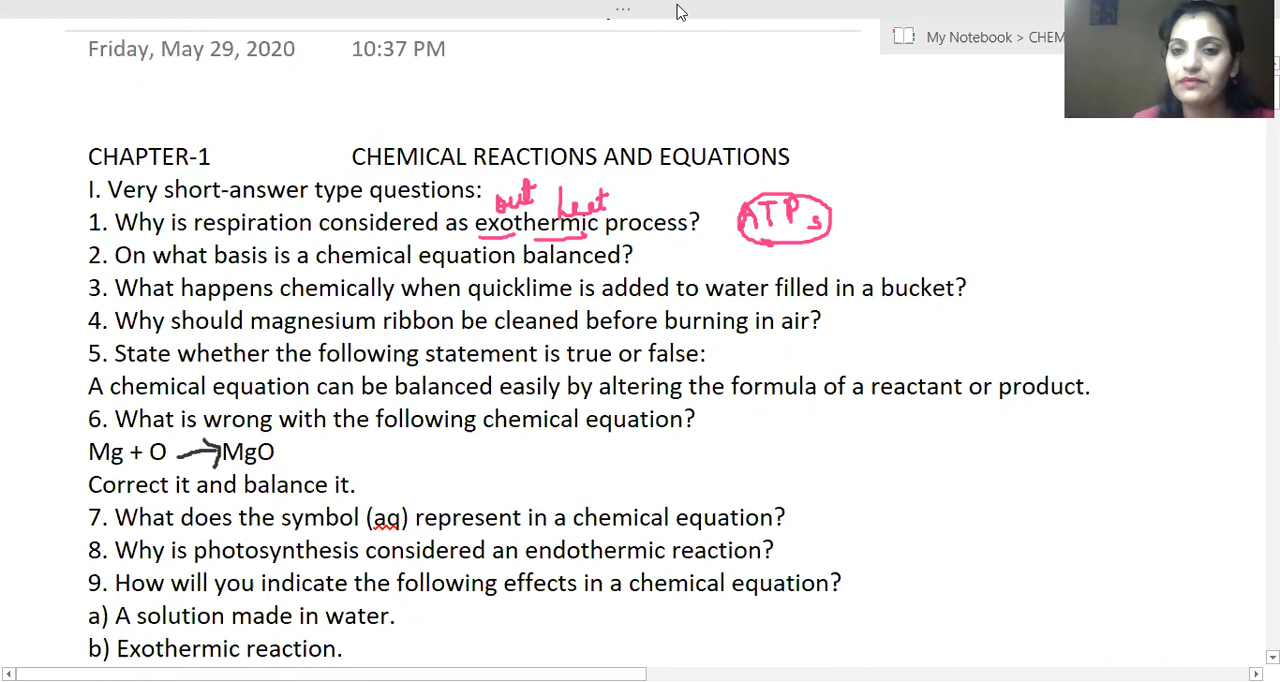 Friday, May 29, 2020 10:37 PM
My Notebook > CHEM
CHAPTER-1 CHEMICAL REACTIONS AND EQUATIONS
I. Very short-answer type questions:
out heat
1. Why is respiration considered as exothermic process? ATPs
2. On what basis is a chemical equation balanced?
3. What happens chemically when quicklime is added to water filled in a bucket?
4. Why should magnesium ribbon be cleaned before burning in air?
5. State whether the following statement is true or false:
A chemical equation can be balanced easily by altering the formula of a reactant or product.
6. What is wrong with the following chemical equation?
Mg + O → MgO
Correct it and balance it.
7. What does the symbol (aq) represent in a chemical equation?
8. Why is photosynthesis considered an endothermic reaction?
9. How will you indicate the following effects in a chemical equation?
a) A solution made in water.
b) Exothermic reaction.